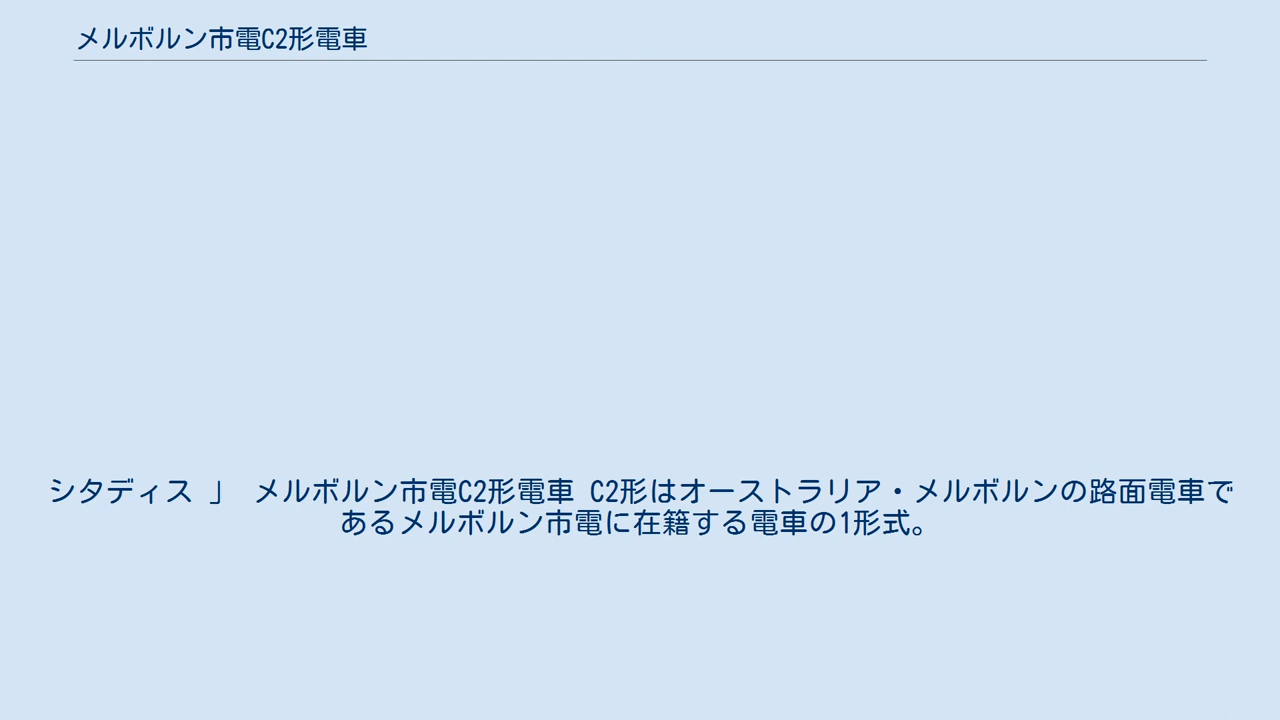 メルボルン市電C2形電車
シタディス 」 メルボルン市電C2形電車 C2形はオーストラリア・メルボルンの路面電車で
あるメルボルン市電に在籍する電車の1形式。